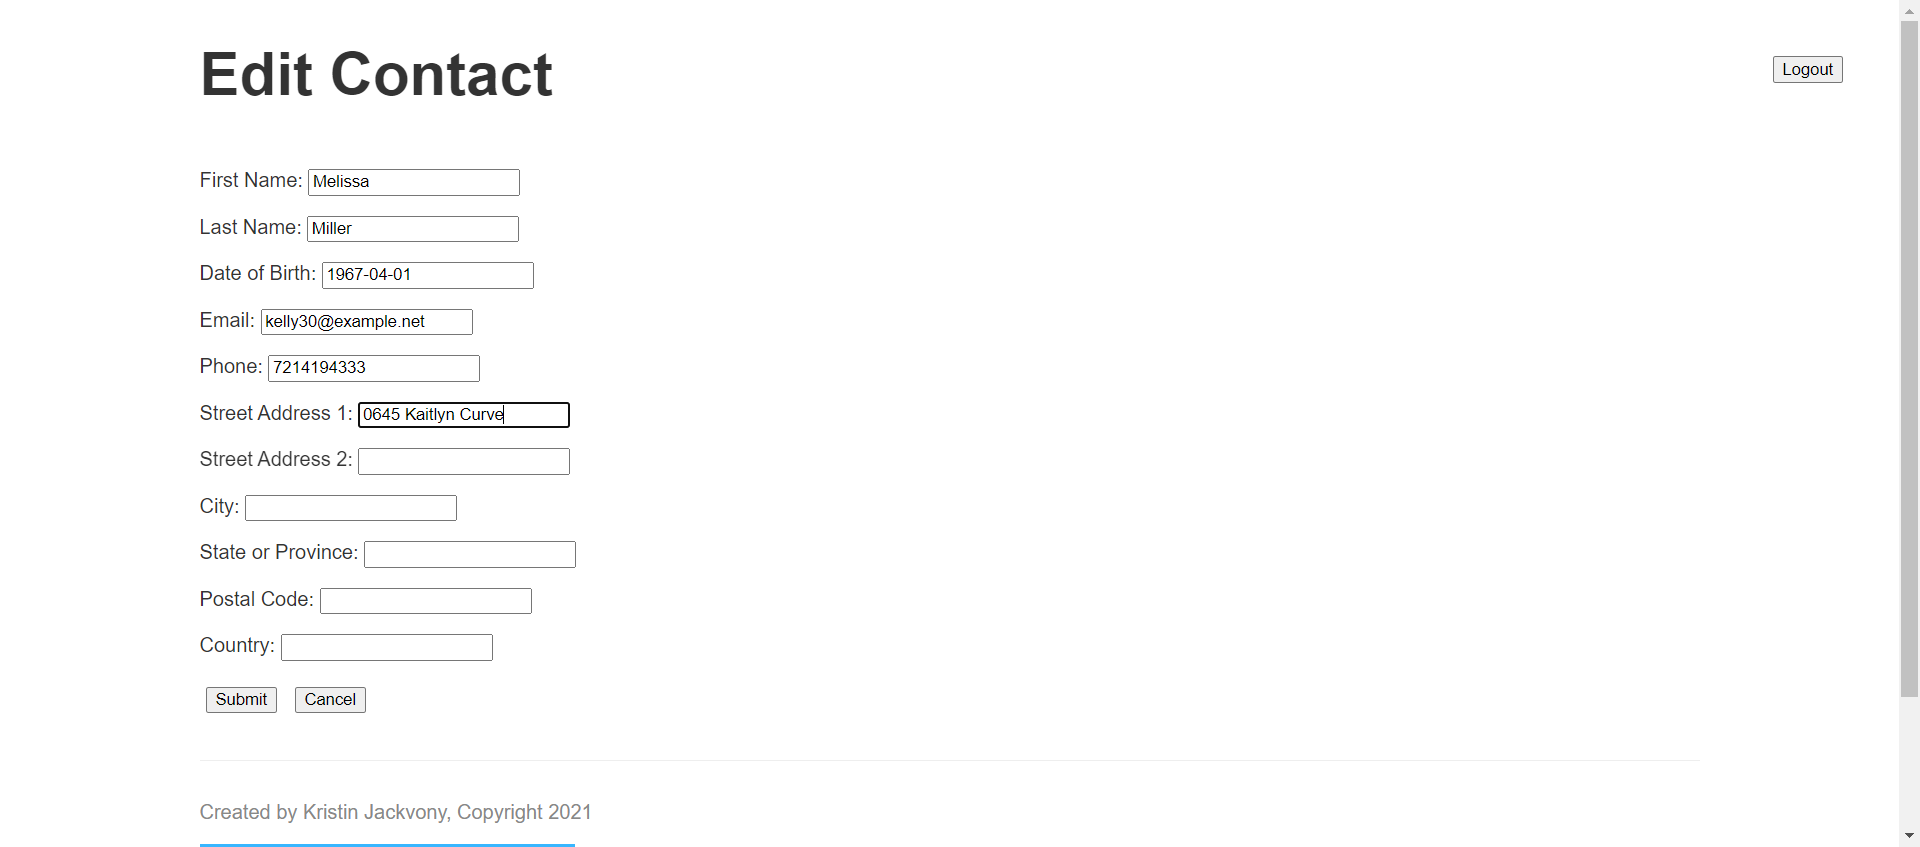 Edit Contact
Logout
First Name: Melissa
Last Name: Miller
Date of Birth: 1967-04-01
Email: kelly30@example.net
Phone: 7214194333
Street Address 1: 0645 Kaitlyn Curve
Street Address 2:
City:
State or Province:
Postal Code:
Country:
Submit Cancel
Created by Kristin Jackvony, Copyright 2021